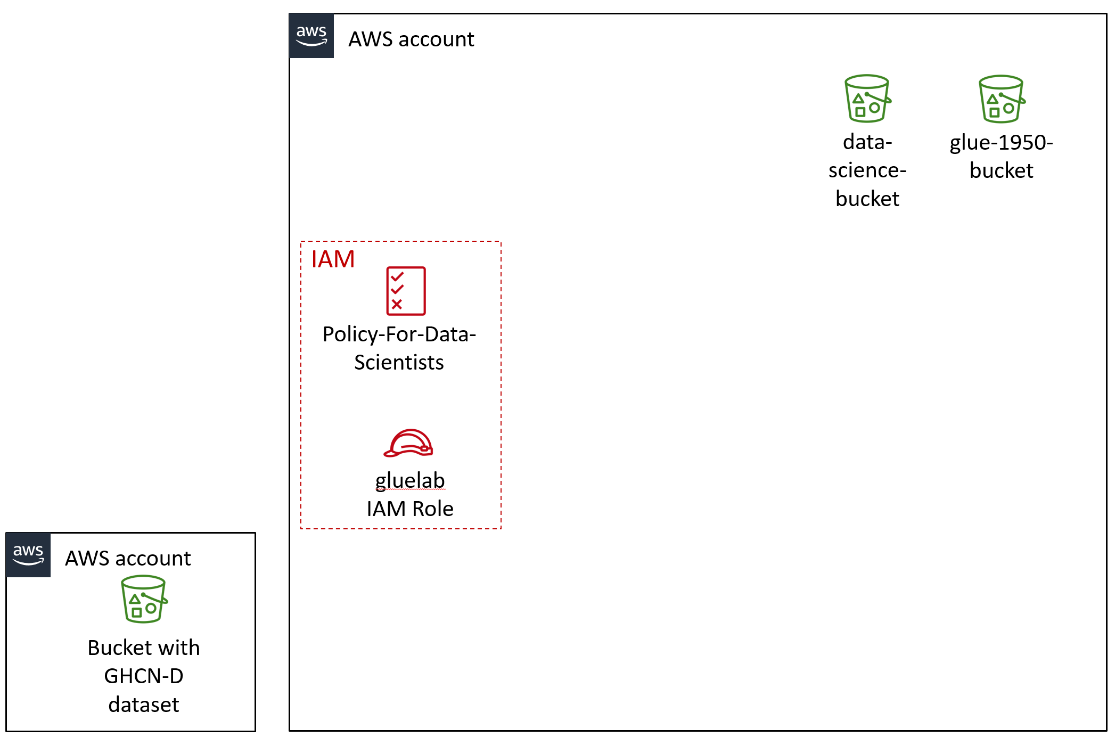 aws
AWS account
data-
science-
bucket
glue-1950-
bucket
IAM
Policy-For-Data-
Scientists
gluelab
IAM Role
aws
AWS account
Bucket with
GHCN-D
dataset